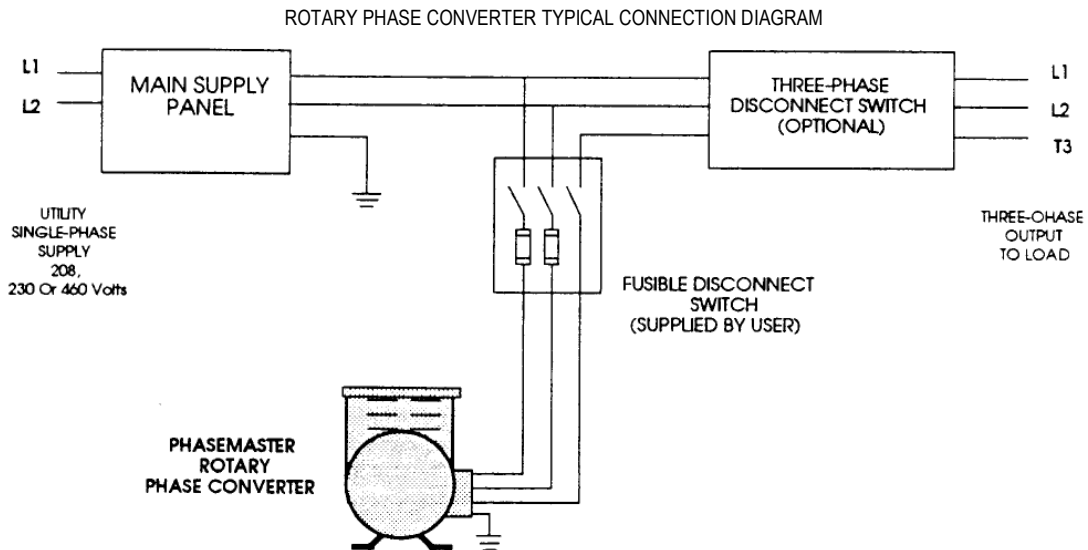 ROTARY PHASE CONVERTER TYPICAL CONNECTION DIAGRAM
L1
L2
MAIN SUPPLY
PANEL
THREE-PHASE
DISCONNECT SWITCH
(OPTIONAL)
L1
L2
T3
UTILITY
SINGLE-PHASE
SUPPLY
208,
230 Or 460 Volts
THREE-OHASE
OUTPUT
TO LOAD
FUSIBLE DISCONNECT
SWITCH
(SUPPLIED BY USER)
PHASEMASTER
ROTARY
PHASE CONVERTER